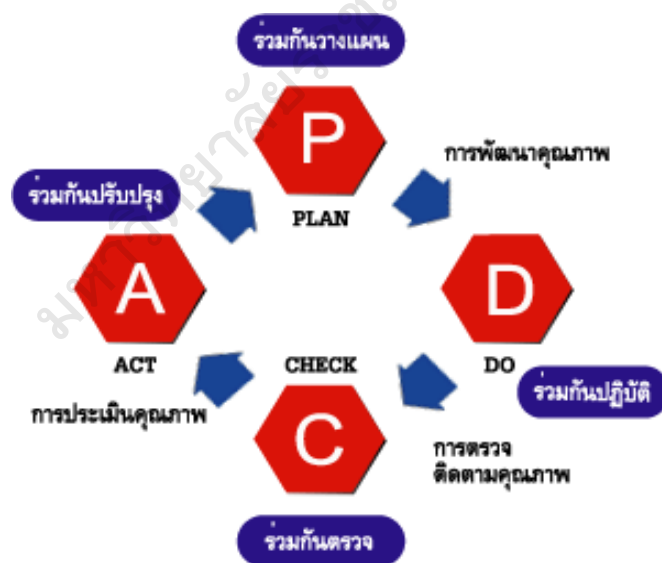 ร่วมกันวางแผน
P
PLAN
การพัฒนาคุณภาพ
ร่วมกันปรับปรุง
A
ACT
D
DO
ร่วมกันปฏิบัติ
CHECK
C
การประเมินคุณภาพ
การตรวจ
ติดตามคุณภาพ
ร่วมกันตรวจ